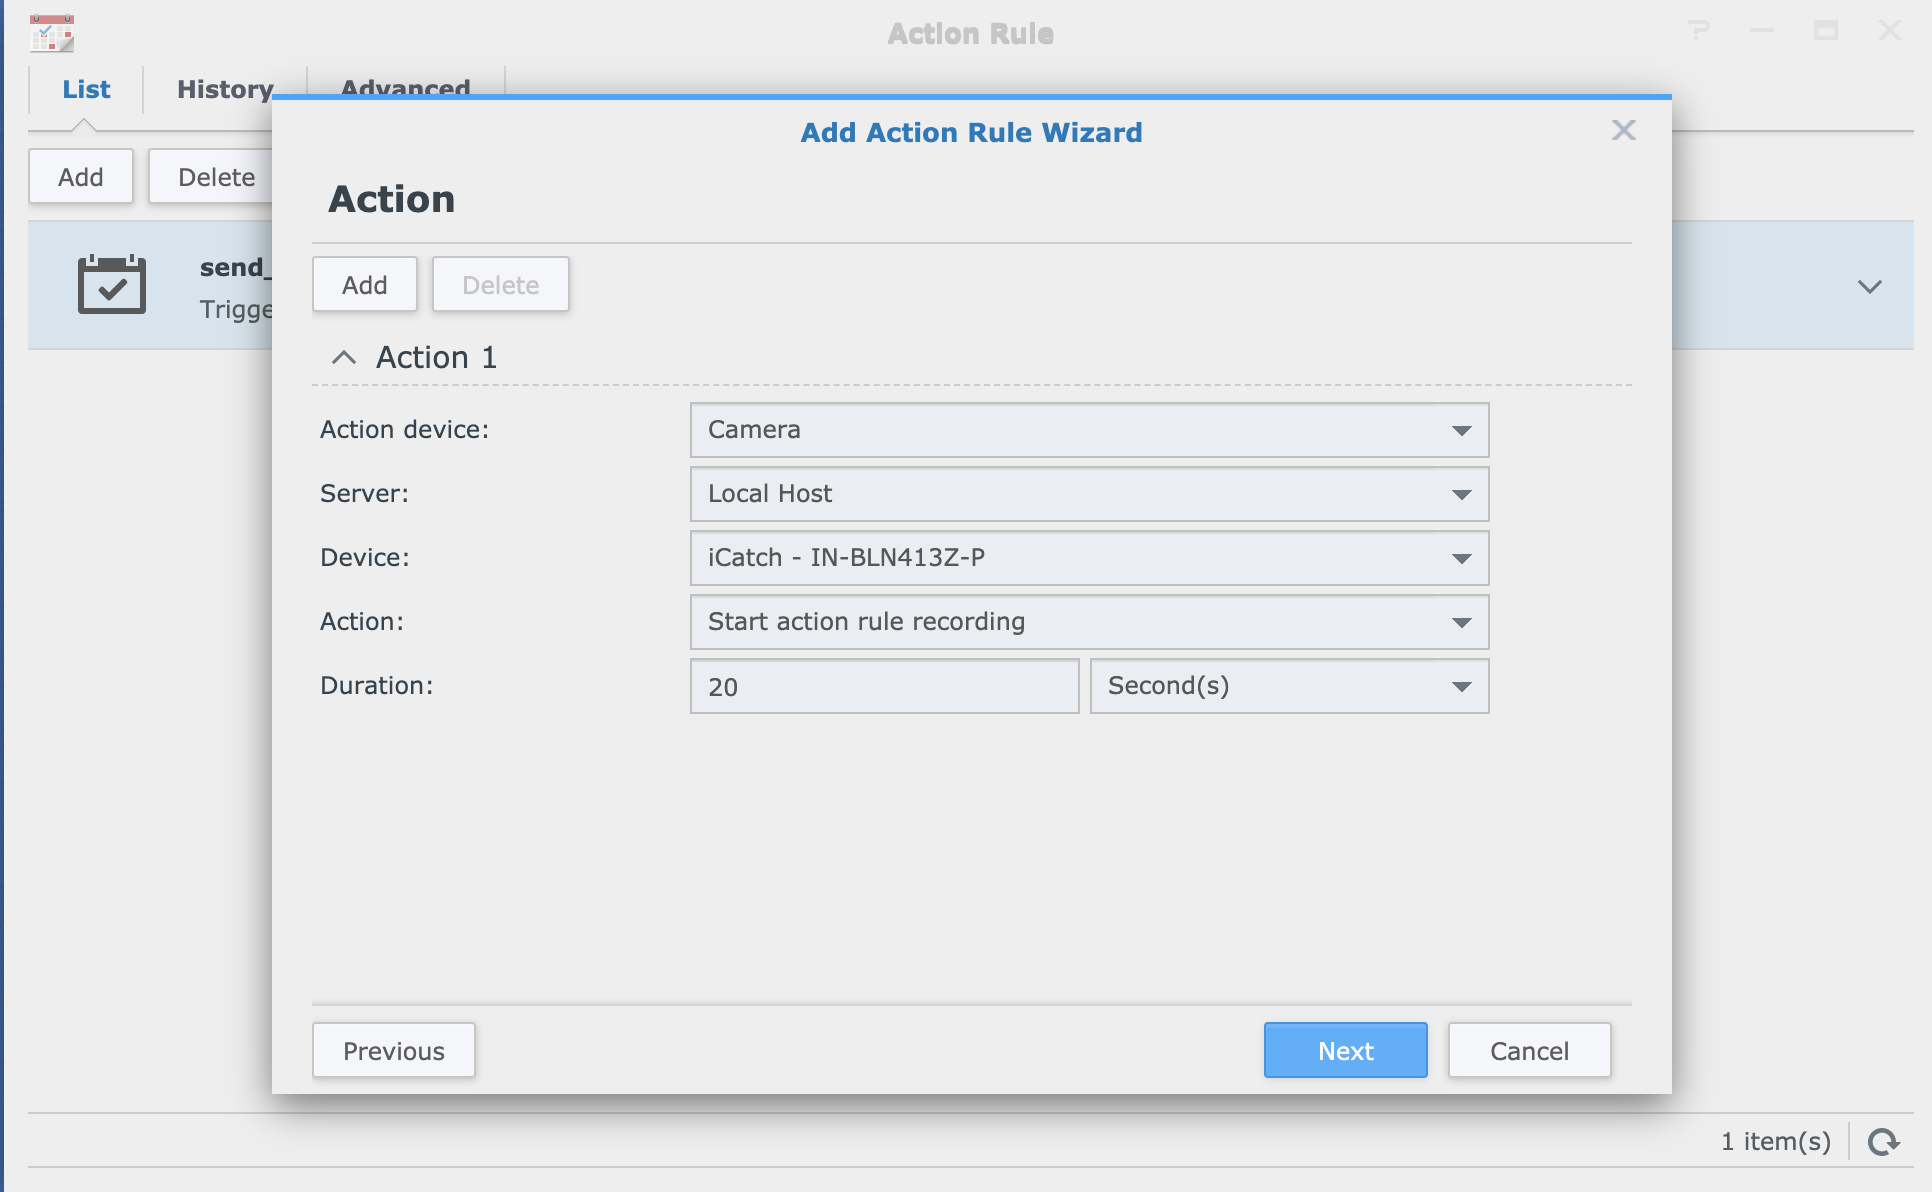 Action Rule
List
History
Advanced
Add
Delete
send_
Trigge
Add Action Rule Wizard
Action
Add
Delete
Action 1
Action device:
Camera
Server:
Local Host
Device:
iCatch - IN-BLN413Z-P
Action:
Start action rule recording
Duration:
20
Second(s)
Previous
Next
Cancel
1 item(s)